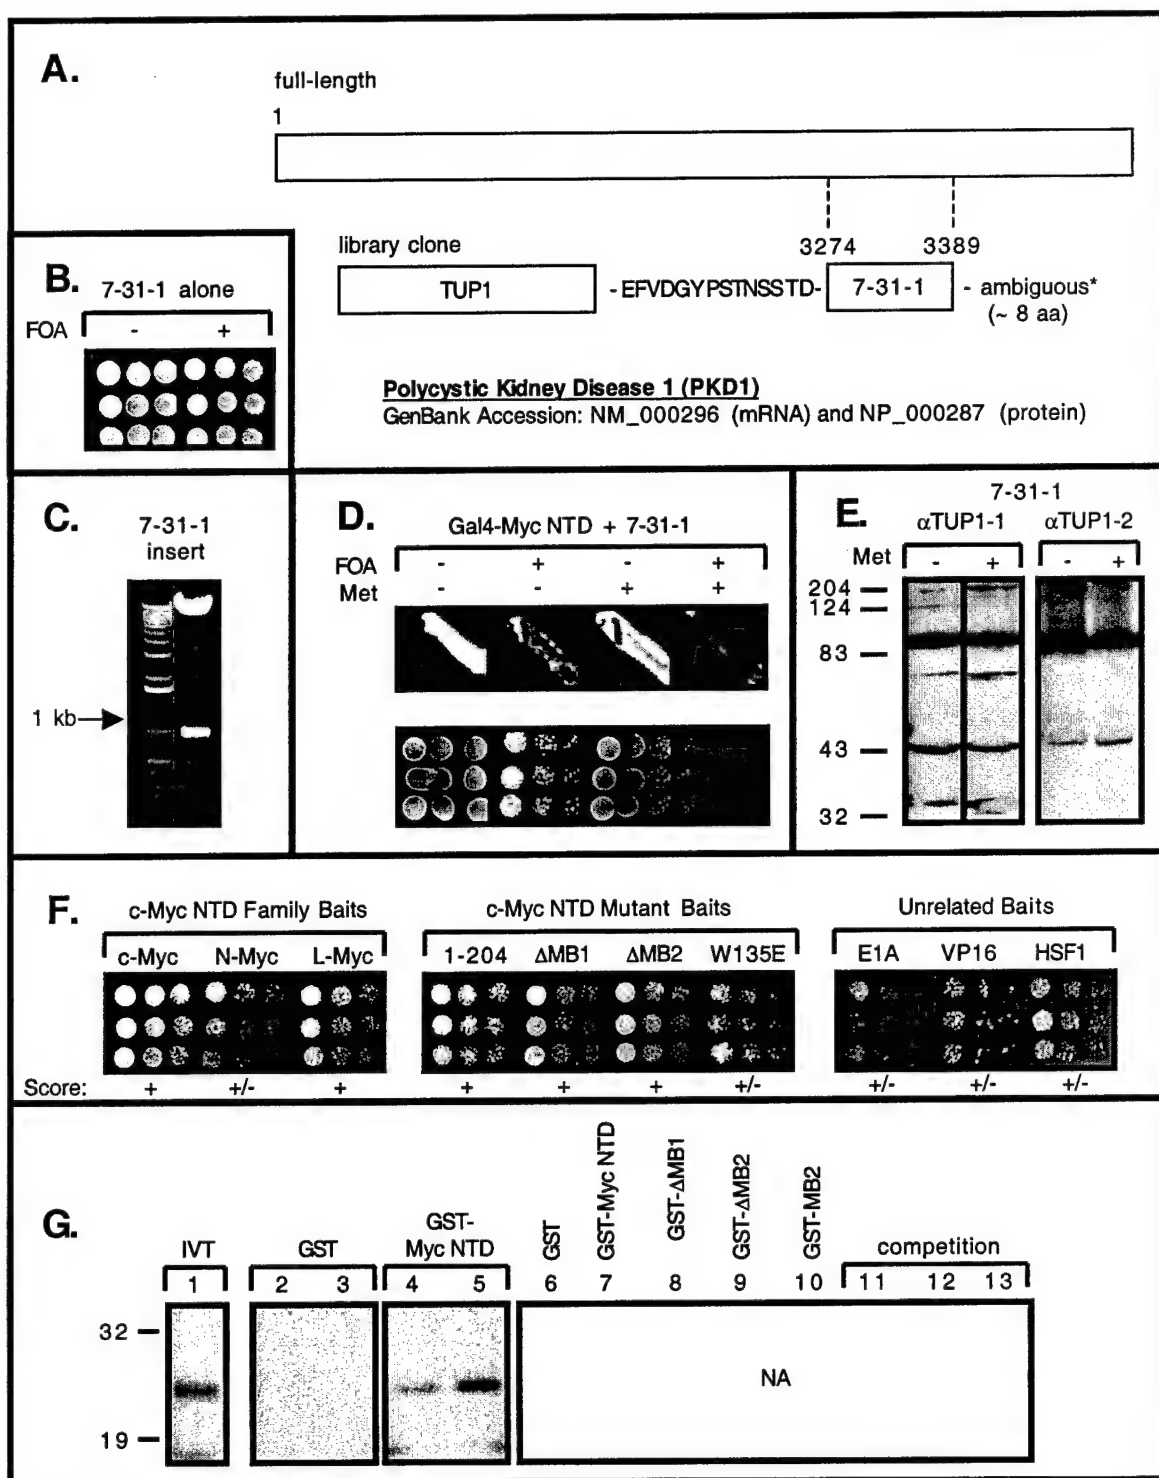 A.
full-length
1
3274 3389
library clone
TUP1
-EFVDGYPSTNSSTD-
7-31-1
- ambiguous*
(~ 8 aa)
Polycystic Kidney Disease 1 (PKD1)
GenBank Accession: NM_000296 (mRNA) and NP_000287 (protein)
B.
7-31-1 alone
FOA - +
C.
7-31-1
insert
1 kb
D.
Gal4-Myc NTD + 7-31-1
FOA - + - +
Met - - + +
E.
7-31-1
αTUP1-1 αTUP1-2
Met - + - +
204
124
83
43
32
F.
c-Myc NTD Family Baits
c-Myc N-Myc L-Myc
c-Myc NTD Mutant Baits
1-204 ΔMB1 ΔMB2 W135E
Unrelated Baits
E1A VP16 HSF1
Score: + +/- + + + + +/- +/- +/- +/-
G.
IVT
1
GST
2 3
GST-
Myc NTD
4 5
GST
GST-Myc NTD
GST-ΔMB1
GST-ΔMB2
GST-MB2
6 7 8 9 10
competition
11 12 13
32
19
NA